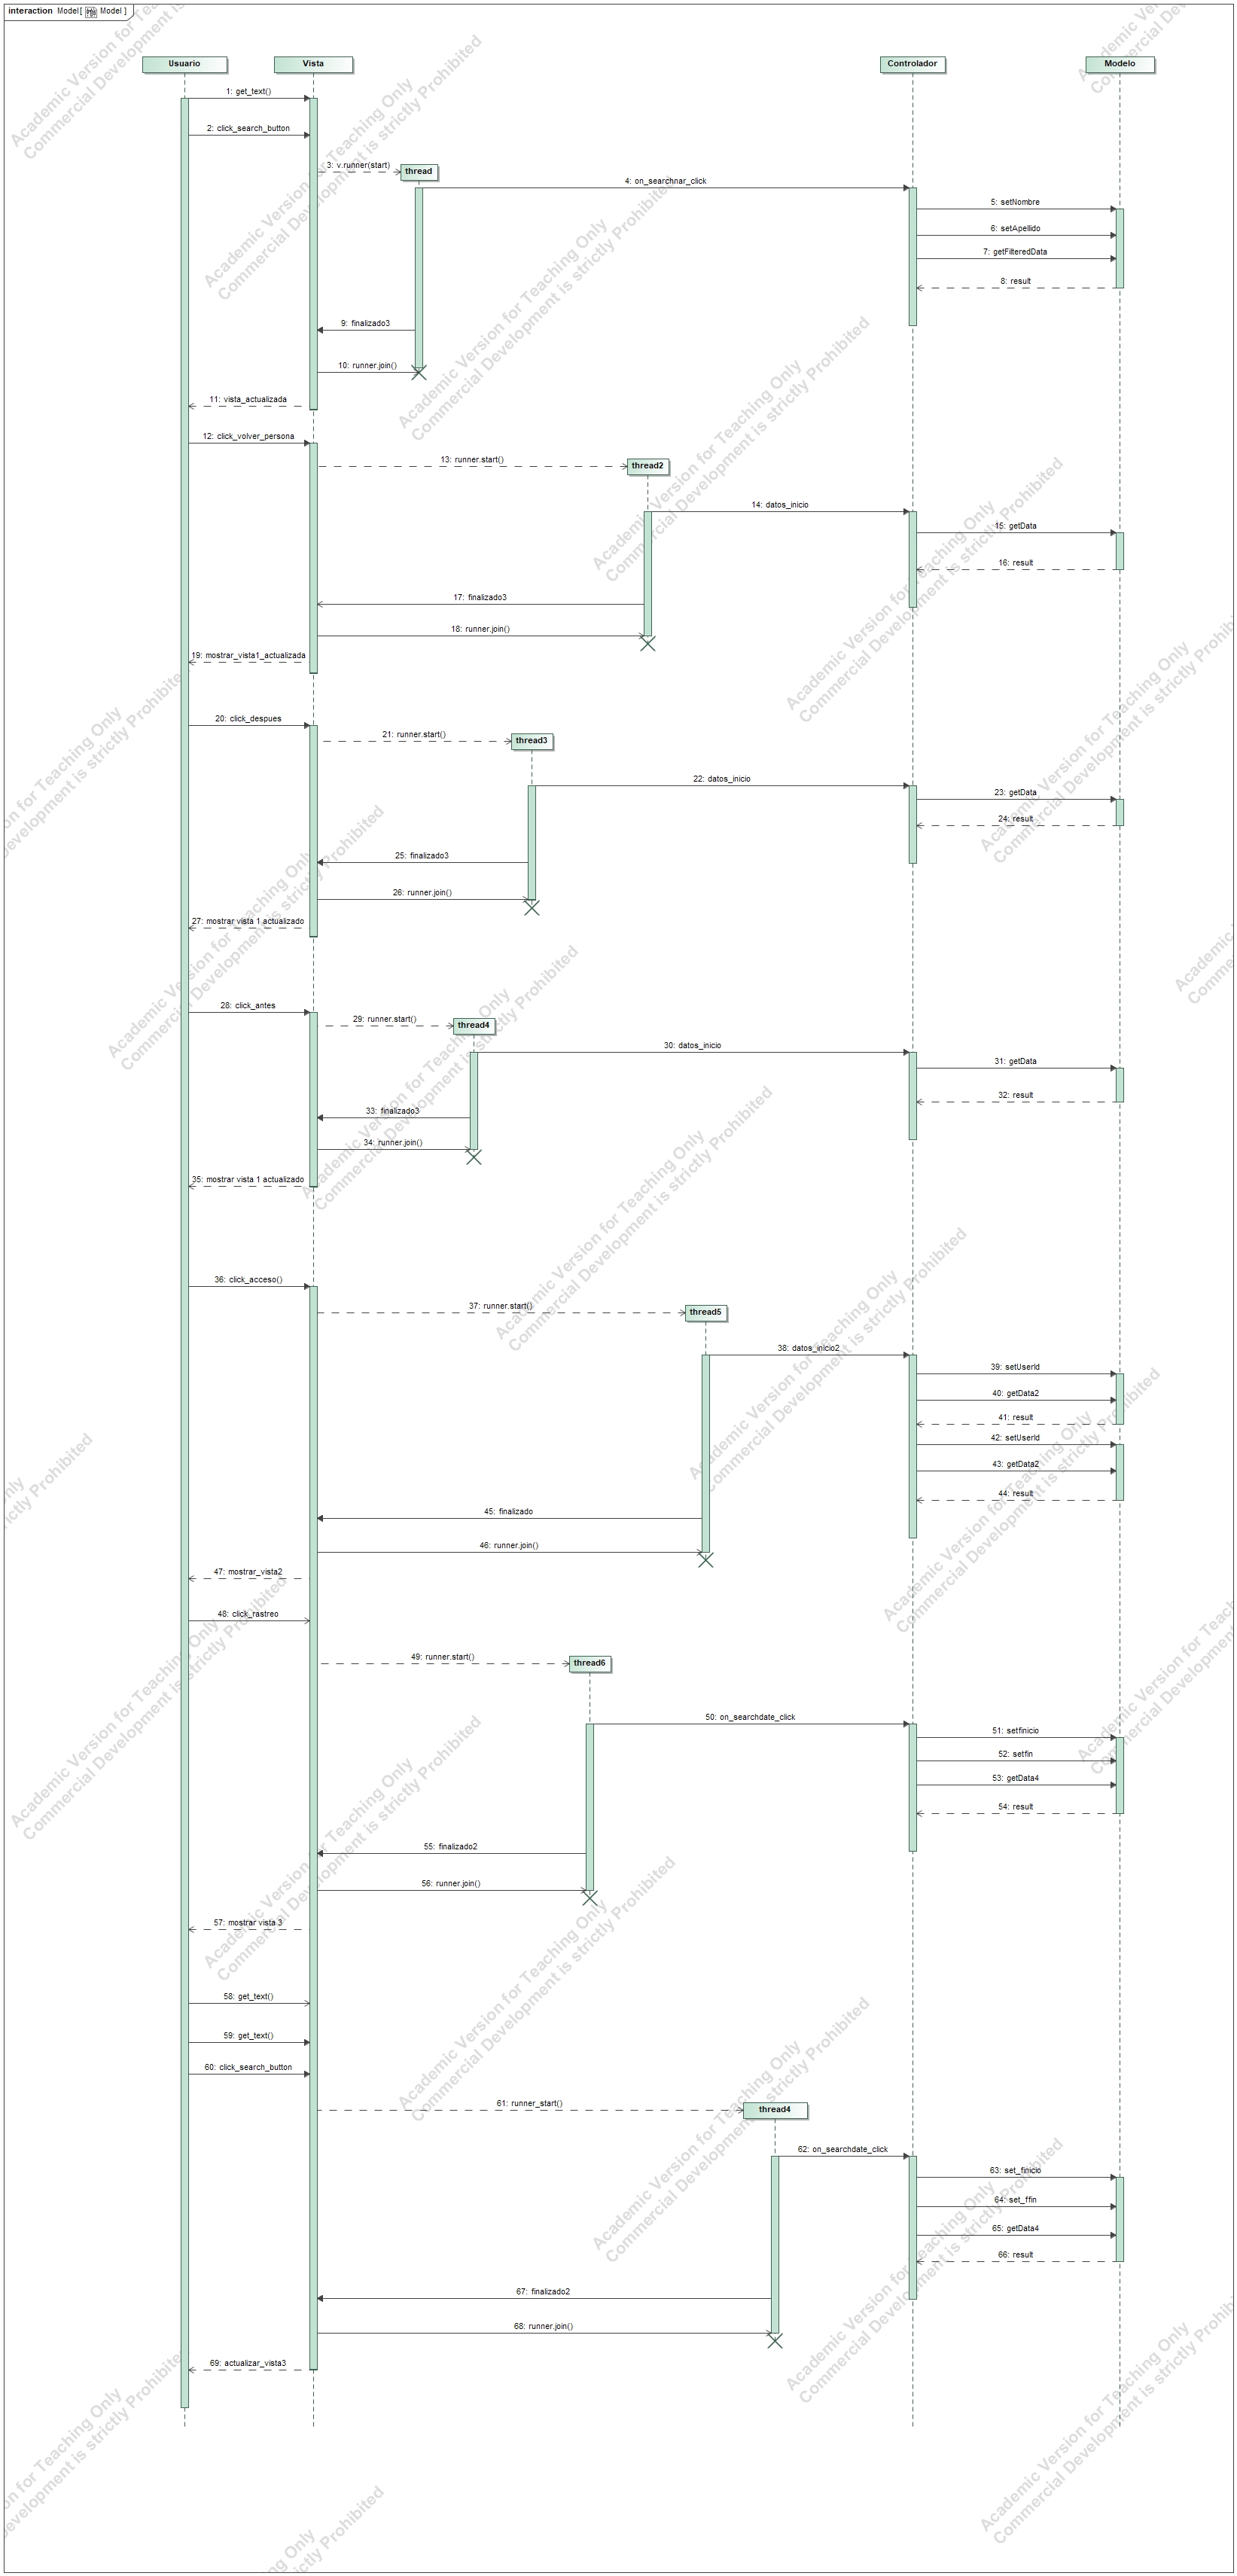 interaction Model [ Model ]
Usuario
Vista
Controlador
Modelo
1: get_text()
2: click_search_button
3: v.runner(start)
thread
4: on_searchnar_click
5: setNombre
6: setApellido
7: getFilteredData
8: result
9: finalizado3
10: runner.join()
11: vista_actualizada
12: click_volver_persona
13: runner.start()
thread2
14: datos_inicio
15: getData
16: result
17: finalizado3
18: runner.join()
19: mostrar_vista1_actualizada
20: click_despues
21: runner.start()
thread3
22: datos_inicio
23: getData
24: result
25: finalizado3
26: runner.join()
27: mostrar vista 1 actualizado
28: click_antes
29: runner.start()
thread4
30: datos_inicio
31: getData
32: result
33: finalizado3
34: runner.join()
35: mostrar vista 1 actualizado
36: click_acceso()
37: runner.start()
thread5
38: datos_inicio2
39: setUserId
40: getData2
41: result
42: setUserId
43: getData2
44: result
45: finalizado
46: runner.join()
47: mostrar_vista2
48: click_rastreo
49: runner.start()
thread6
50: on_searchdate_click
51: setfinicio
52: setfin
53: getData4
54: result
55: finalizado2
56: runner.join()
57: mostrar vista 3
58: get_text()
59: get_text()
60: click_search_button
61: runner_start()
thread4
62: on_searchdate_click
63: set_finicio
64: set_ffin
65: getData4
66: result
67: finalizado2
68: runner.join()
69: actualizar_vista3
Academic Version for Teaching Only
Commercial Development is strictly Prohibited